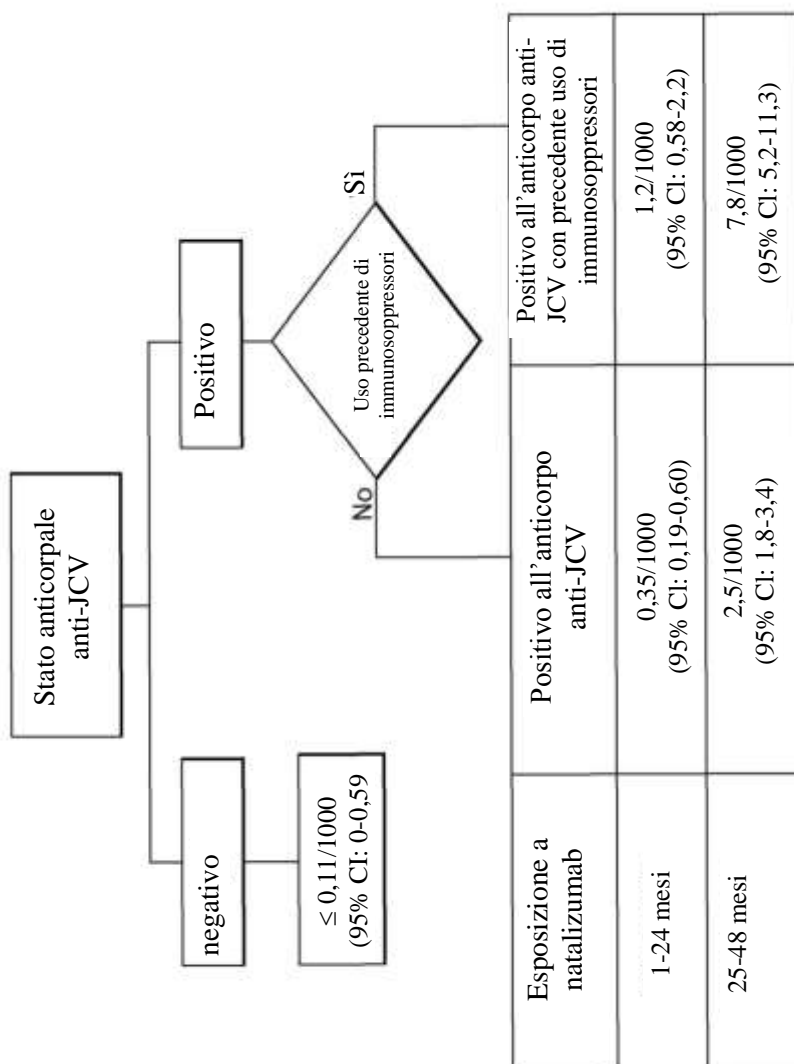 Stato anticorpale
anti-JCV
negativo
Positivo
≤ 0,11/1000
(95% CI: 0-0,59
Uso precedente di
immunosoppressori
No
Sì
Esposizione a
natalizumab
Positivo all’anticorpo
anti-JCV
Positivo all’anticorpo anti-
JCV con precedente uso di
immunosoppressori
1-24 mesi
0,35/1000
(95% CI: 0,19-0,60)
1,2/1000
(95% CI: 0,58-2,2)
25-48 mesi
2,5/1000
(95% CI: 1,8-3,4)
7,8/1000
(95% CI: 5,2-11,3)